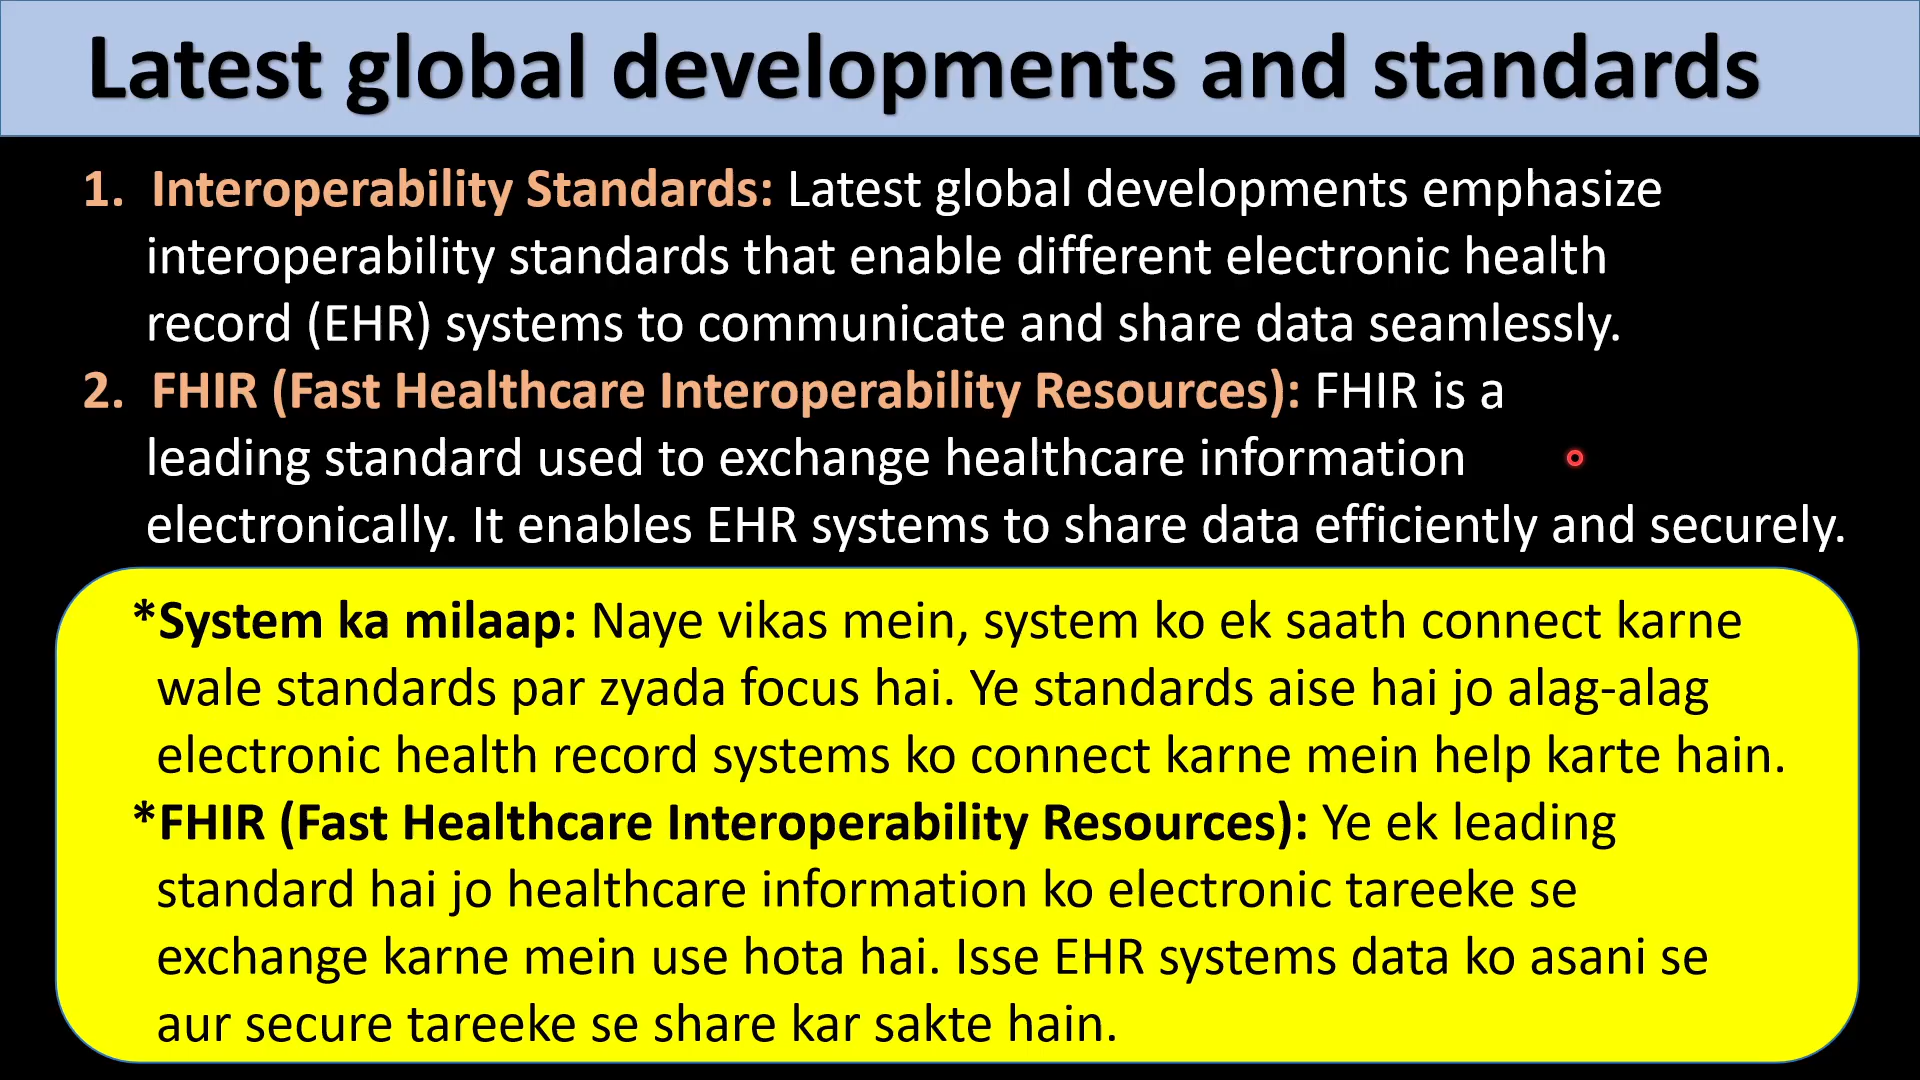 Latest global developments and standards
1. Interoperability Standards: Latest global developments emphasize
interoperability standards that enable different electronic health
record (EHR) systems to communicate and share data seamlessly.
2. FHIR (Fast Healthcare Interoperability Resources): FHIR is a
leading standard used to exchange healthcare information
electronically. It enables EHR systems to share data efficiently and securely.
*System ka milaap: Naye vikas mein, system ko ek saath connect karne
wale standards par zyada focus hai. Ye standards aise hai jo alag-alag
electronic health record systems ko connect karne mein help karte hain.
*FHIR (Fast Healthcare Interoperability Resources): Ye ek leading
standard hai jo healthcare information ko electronic tareeke se
exchange karne mein use hota hai. Isse EHR systems data ko asani se
aur secure tareeke se share kar sakte hain.